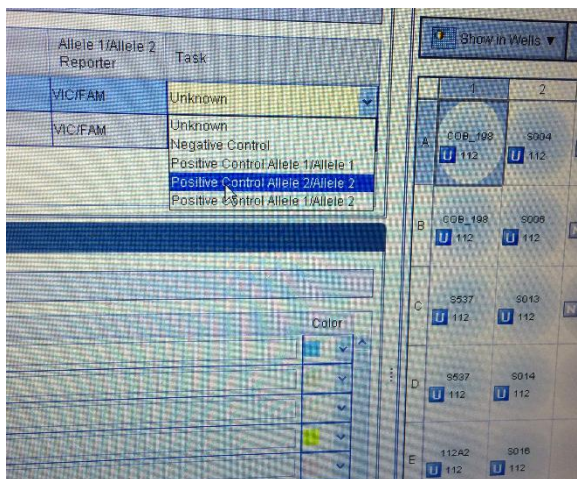 Allele 1/Allele 2
Reporter
Task
Show in Wells ▼
VIC/FAM
Unknown
VIC/FAM
Unknown
Negative Control
Positive Control Allele 1/Allele 1
Positive Control Allele 2/Allele 2
Positive Control Allele 1/Allele 2
Color
1
2
A
COB_198
S004
U 112
U 112
B
COB_198
S006
U 112
U 112
N
C
S537
S013
U 112
U 112
N
D
S537
S014
U 112
U 112
E
112A2
S016
U 112
U 112